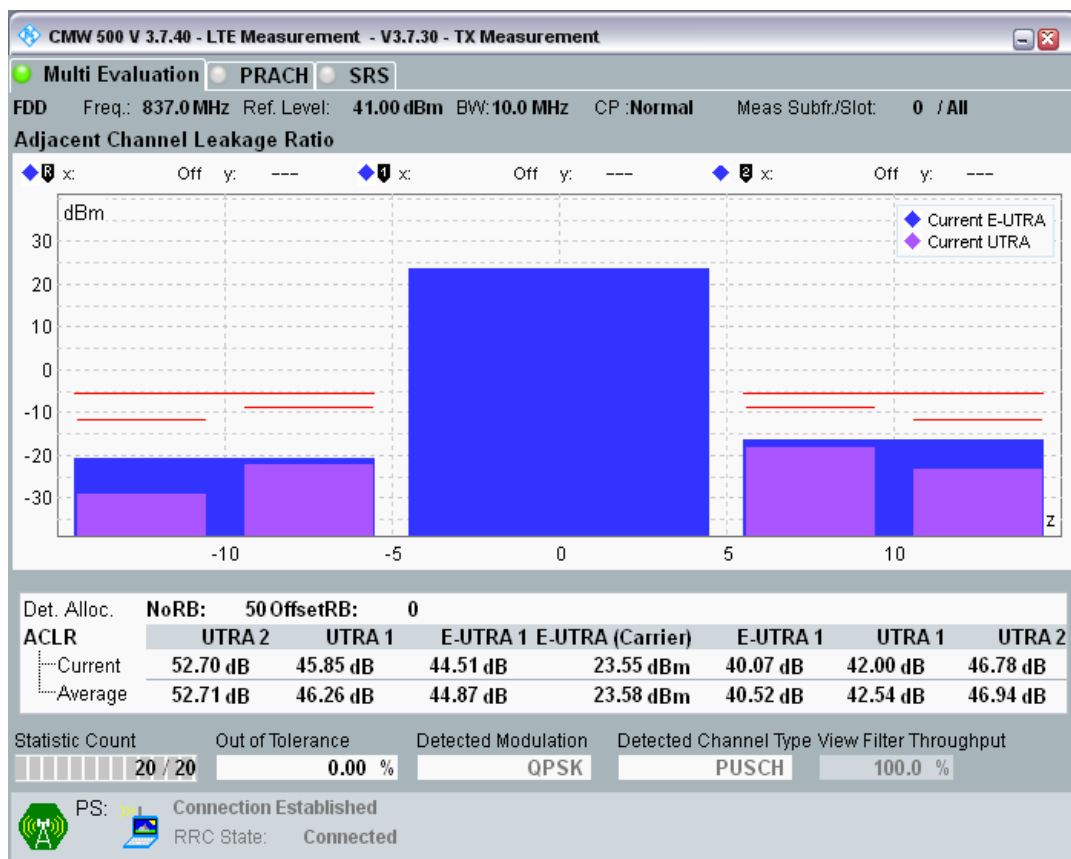 CMW 500 V 3.7.40 - LTE Measurement - V3.7.30 - TX Measurement
Multi Evaluation PRACH SRS
FDD Freq.: 837.0 MHz Ref. Level: 41.00 dBm BW: 10.0 MHz CP :Normal Meas Subfr./Slot: 0 / All
Adjacent Channel Leakage Ratio
R x: Off y: --- 1 x: Off y: --- 2 x: Off y: ---
dBm
Current E-UTRA
Current UTRA
30
20
10
0
-10
-20
-30
z
-10 -5 0 5 10
Det. Alloc. NoRB: 50 OffsetRB: 0
ACLR UTRA 2 UTRA 1 E-UTRA 1 E-UTRA (Carrier) E-UTRA 1 UTRA 1 UTRA 2
Current 52.70 dB 45.85 dB 44.51 dB 23.55 dBm 40.07 dB 42.00 dB 46.78 dB
Average 52.71 dB 46.26 dB 44.87 dB 23.58 dBm 40.52 dB 42.54 dB 46.94 dB
Statistic Count Out of Tolerance Detected Modulation Detected Channel Type View Filter Throughput
20 / 20 0.00 % QPSK PUSCH 100.0 %
PS: Connection Established
RRC State: Connected